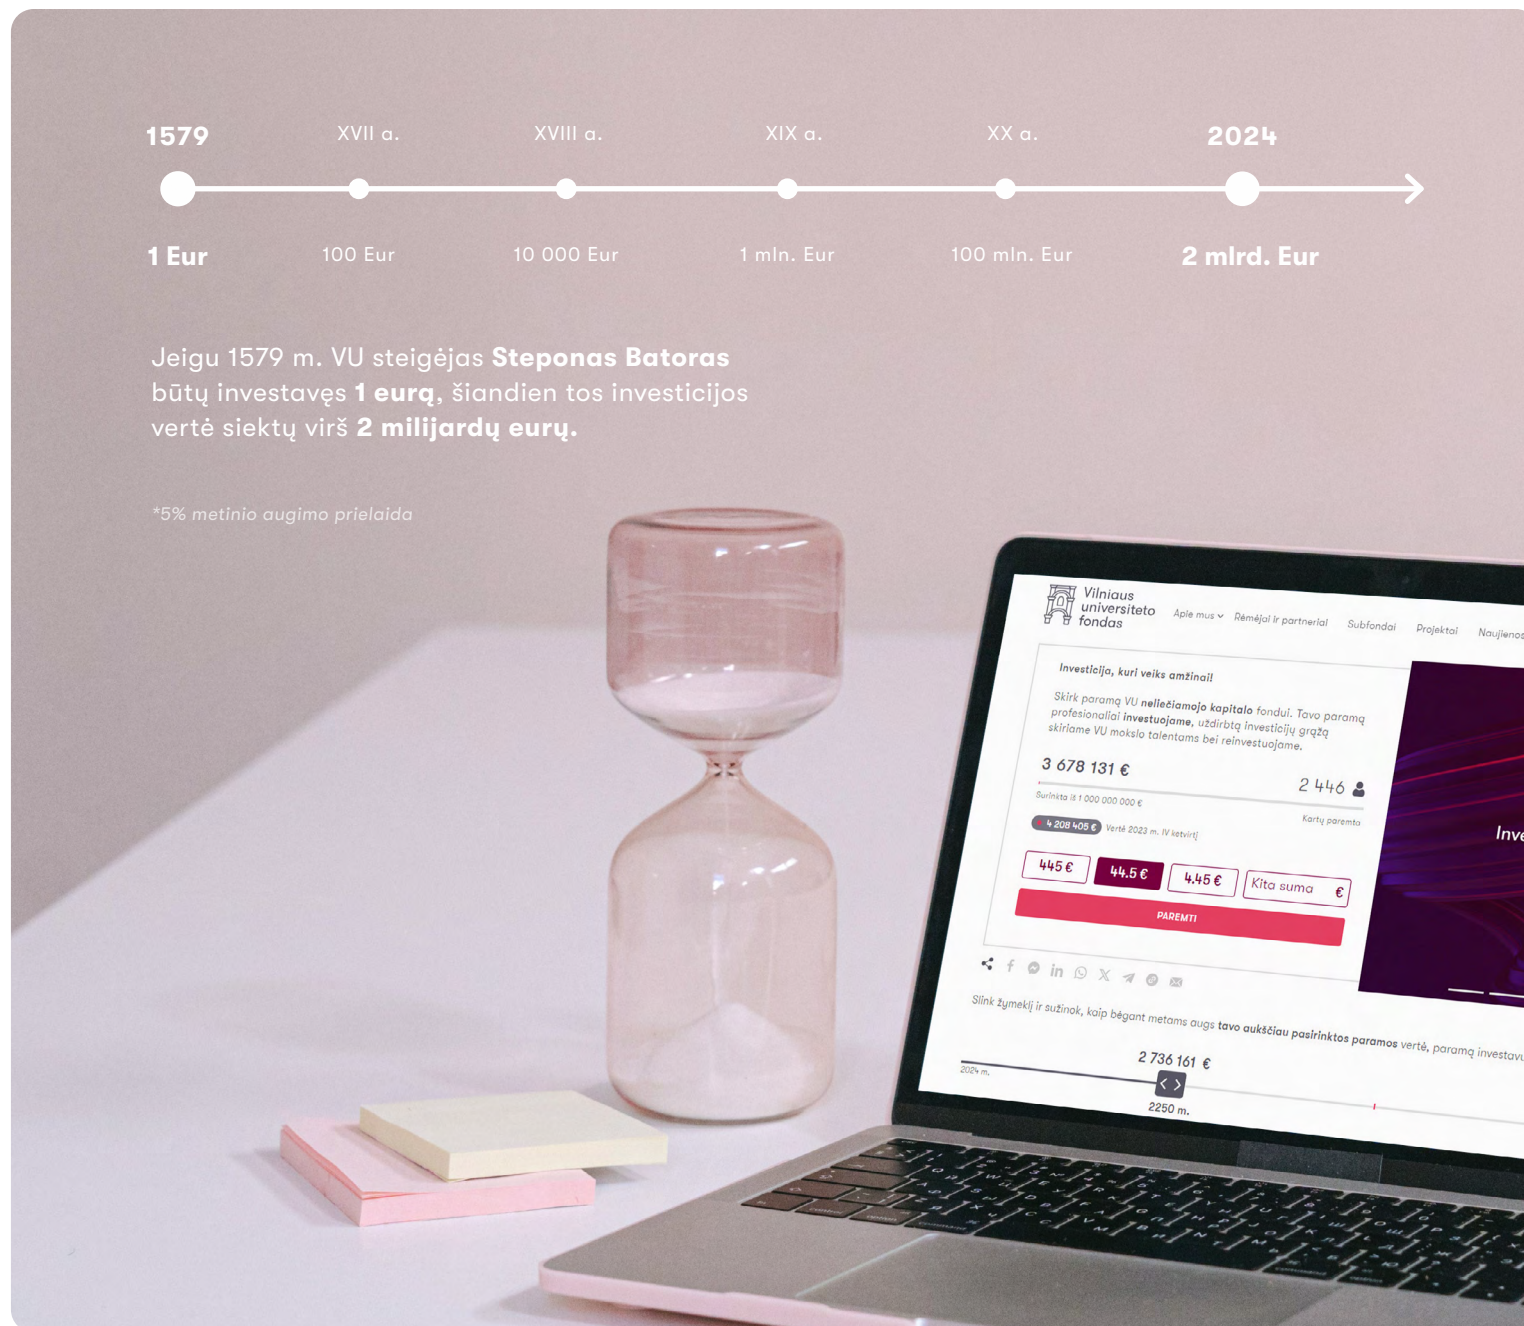 1579 XVII a. XVIII a. XIX a. XX a. 2024
1 Eur 100 Eur 10 000 Eur 1 mln. Eur 100 mln. Eur 2 mlrd. Eur
Jeigu 1579 m. VU steigėjas Steponas Batoras
būtų investavęs 1 eurą, šiandien tos investicijos
vertė siektų virš 2 milijardų eurų.
*5% metinio augimo prielaida
Vilniaus
universiteto
fondas
Apie mus Rėmėjai ir partneriai Subfondai Projektai Naujienos
Investicija, kuri veiks amžinai!
Skirk paramą VU neliečiamojo kapitalo fondui. Tavo paramą
profesionaliai investuojame, uždirbtą investicijų grąžą
skiriame VU mokslo talentams bei reinvestuojame.
3 678 131 € 2 446
Surinkta iš 1 000 000 000 € Kartų paremta
4 208 405 € Vertė 2023 m. IV ketvirtį
Inve
445 € 44.5 € 4.45 € Kita suma €
PAREMTI
Slink žymeklį ir sužinok, kaip bėgant metams augs tavo aukščiau pasirinktos paramos vertė, paramą investavu
2 736 161 €
2024 m.
2250 m.